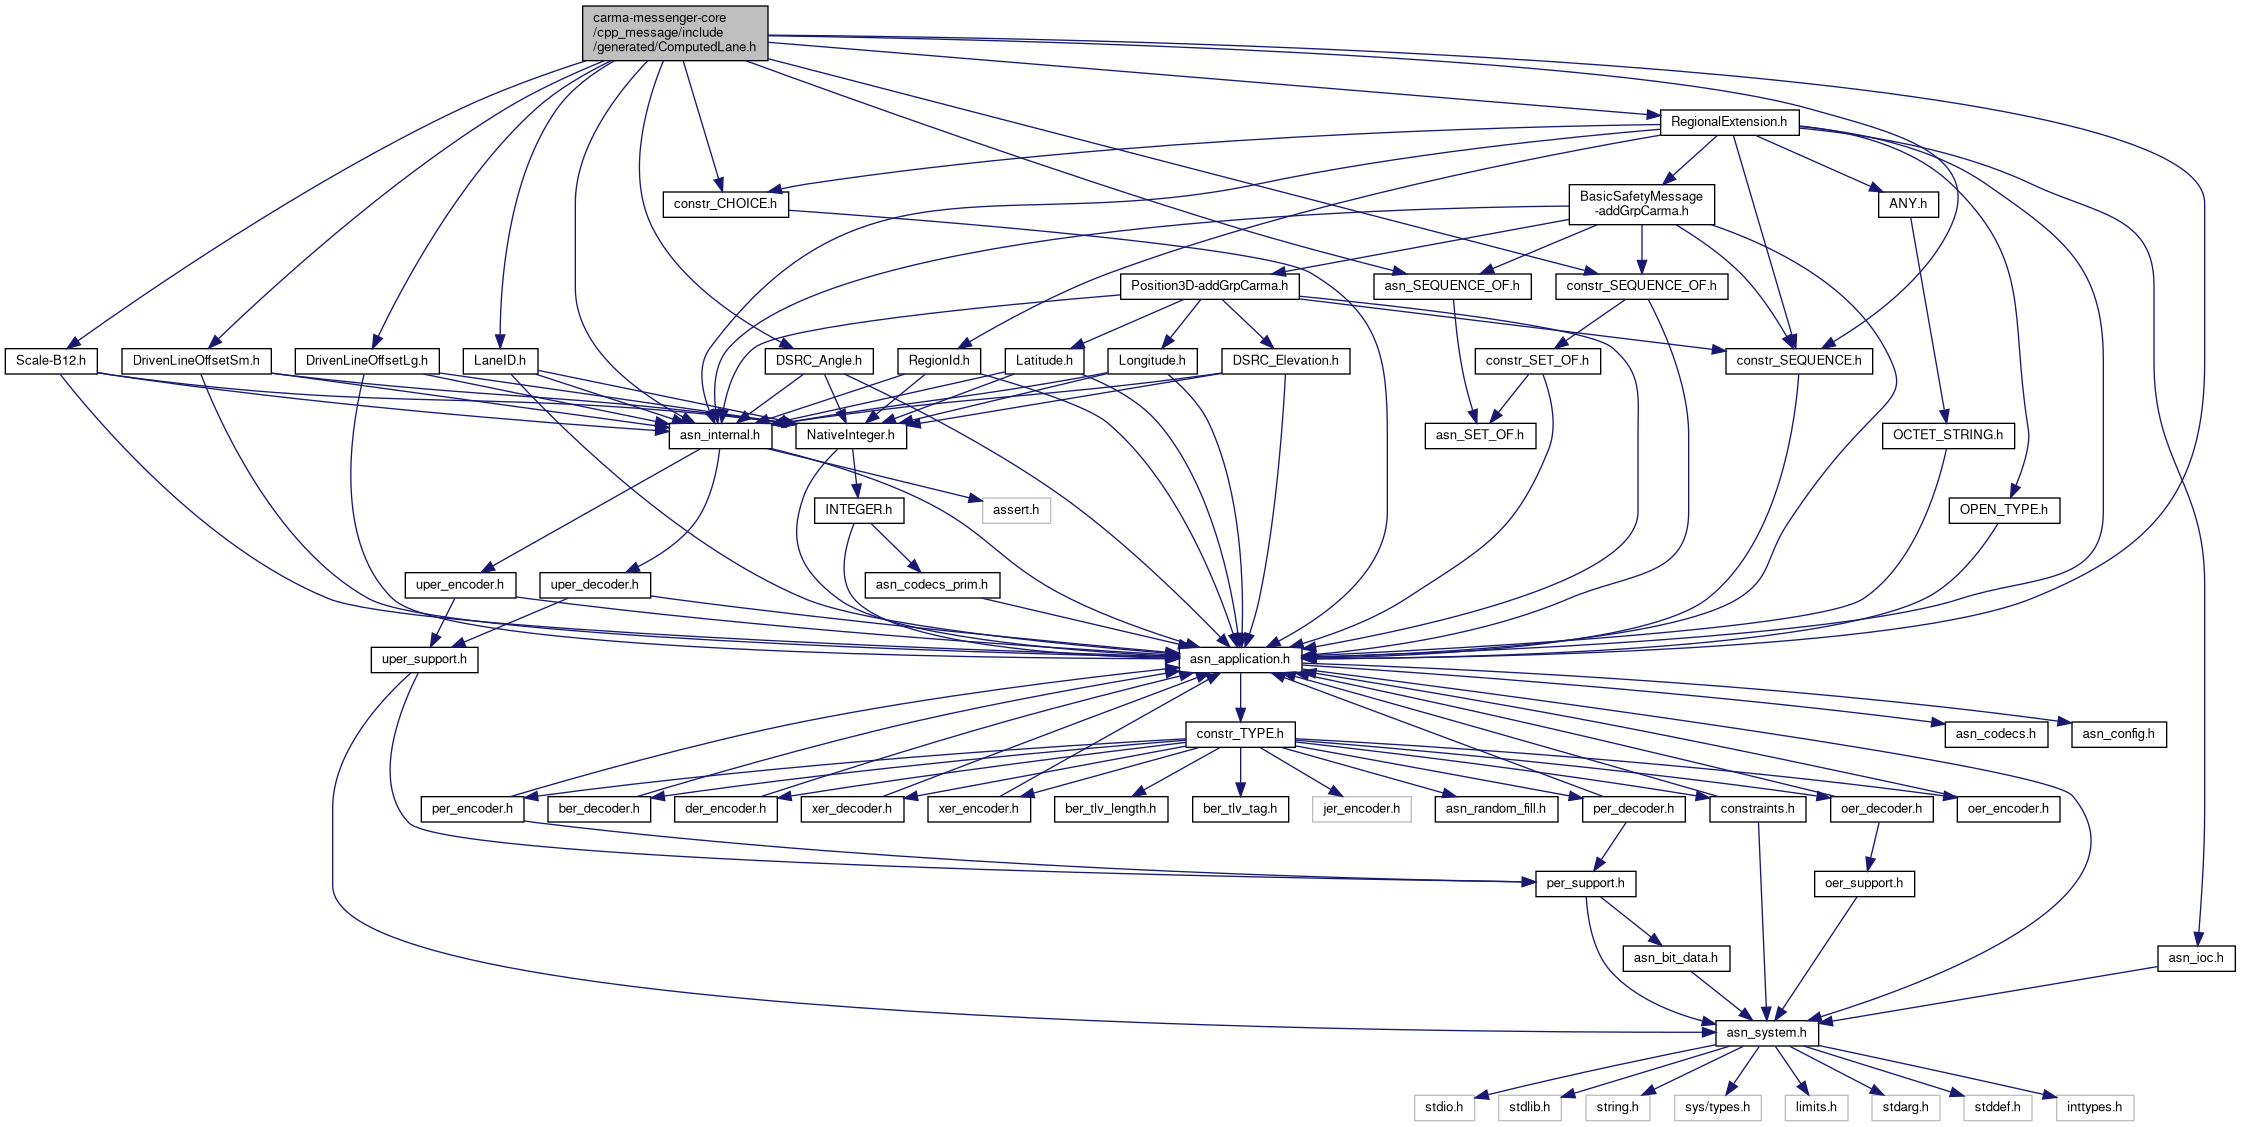 carma-messenger-core
/cpp_message/include
/generated/ComputedLane.h
RegionalExtension.h
constr_CHOICE.h
BasicSafetyMessage
-addGrpCarma.h
ANY.h
Position3D-addGrpCarma.h
asn_SEQUENCE_OF.h
constr_SEQUENCE_OF.h
Scale-B12.h
DrivenLineOffsetSm.h
DrivenLineOffsetLg.h
LaneID.h
DSRC_Angle.h
RegionId.h
Latitude.h
Longitude.h
DSRC_Elevation.h
constr_SET_OF.h
constr_SEQUENCE.h
asn_internal.h
NativeInteger.h
asn_SET_OF.h
OCTET_STRING.h
INTEGER.h
assert.h
OPEN_TYPE.h
uper_encoder.h
uper_decoder.h
asn_codecs_prim.h
uper_support.h
asn_application.h
constr_TYPE.h
asn_codecs.h
asn_config.h
per_encoder.h
ber_decoder.h
der_encoder.h
xer_decoder.h
xer_encoder.h
ber_tlv_length.h
ber_tlv_tag.h
jer_encoder.h
asn_random_fill.h
per_decoder.h
constraints.h
oer_decoder.h
oer_encoder.h
per_support.h
oer_support.h
asn_bit_data.h
asn_ioc.h
asn_system.h
stdio.h
stdlib.h
string.h
sys/types.h
limits.h
stdarg.h
stddef.h
inttypes.h